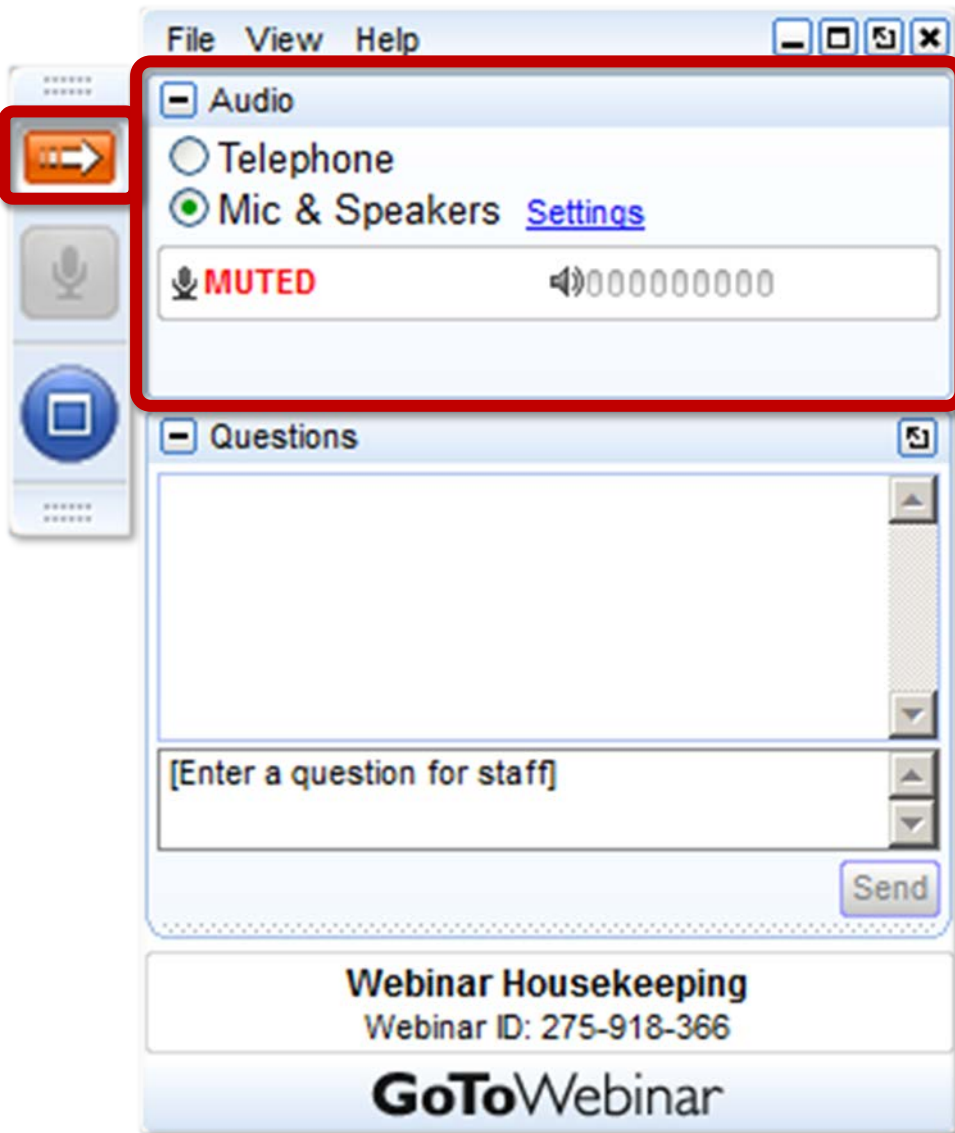 File View Help
Audio
Telephone
Mic & Speakers Settings
MUTED
Questions
[Enter a question for staff]
Send
Webinar Housekeeping
Webinar ID: 275-918-366
GoToWebinar